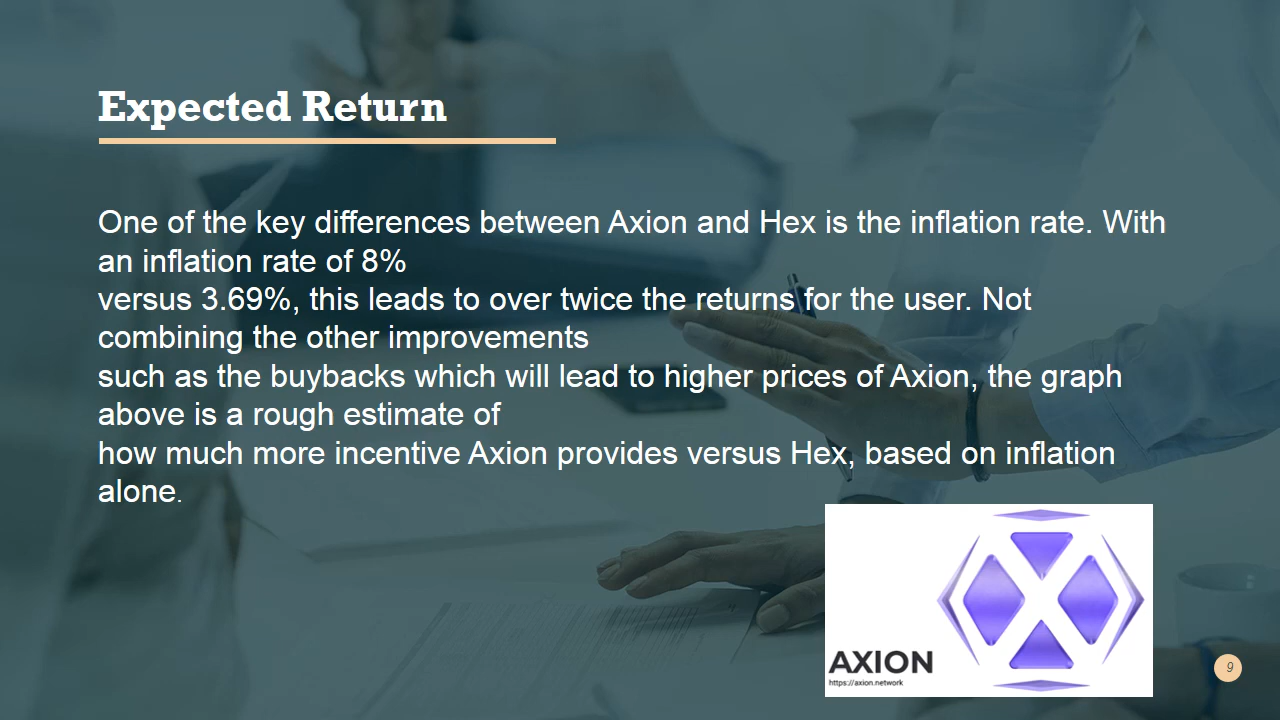 Expected Return
One of the key differences between Axion and Hex is the inflation rate. With
an inflation rate of 8%
versus 3.69%, this leads to over twice the returns for the user. Not
combining the other improvements
such as the buybacks which will lead to higher prices of Axion, the graph
above is a rough estimate of
how much more incentive Axion provides versus Hex, based on inflation
alone.
AXION
https://axion.network
9